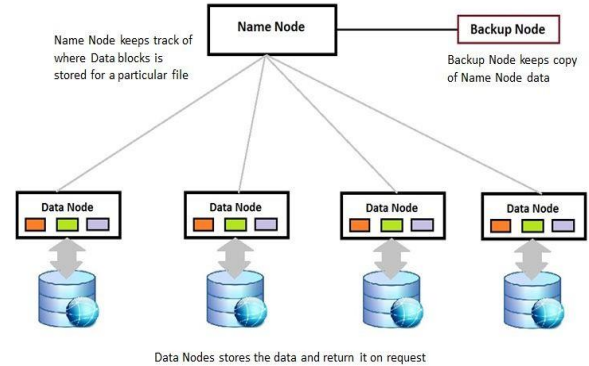 Name Node
Backup Node
Name Node keeps track of
where Data blocks is
stored for a particular file
Backup Node keeps copy
of Name Node data
Data Node
Data Node
Data Node
Data Node
Data Nodes stores the data and return it on request